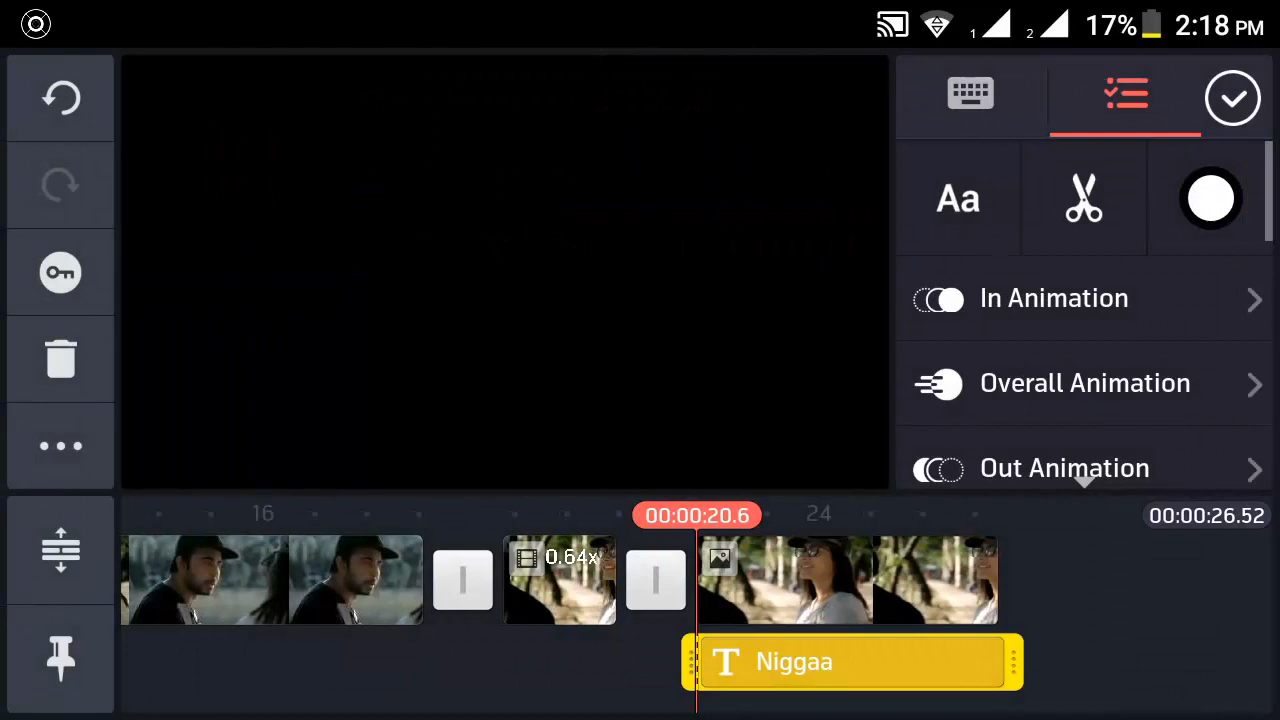 1
2
17%
2:18 PM
Aa
In Animation
Overall Animation
Out Animation
16
00:00:20.6
24
00:00:26.52
0.64x
T
Niggaa